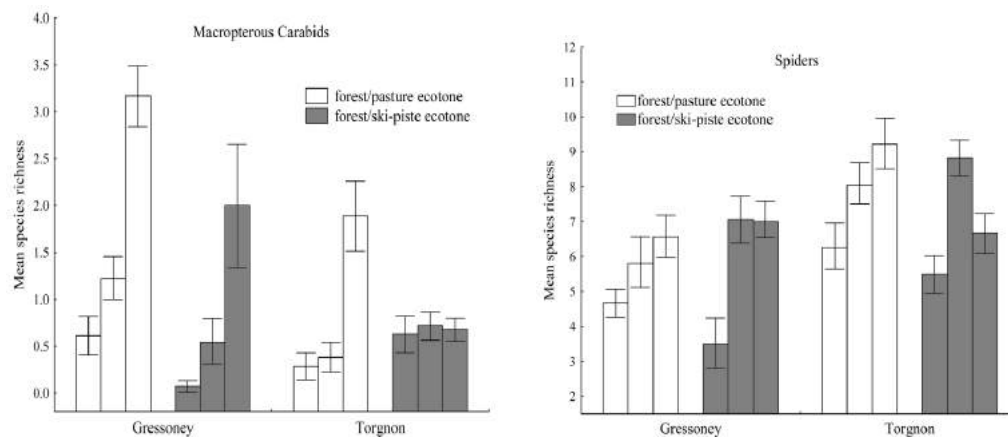 Macropterous Carabids
forest/pasture ecotone
forest/ski-piste ecotone
Mean species richness
4.0
3.5
3.0
2.5
2.0
1.5
1.0
0.5
0.0
Gressoney
Torgnon
Spiders
forest/pasture ecotone
forest/ski-piste ecotone
Mean species richness
12
11
10
9
8
7
6
5
4
3
2
Gressoney
Torgnon